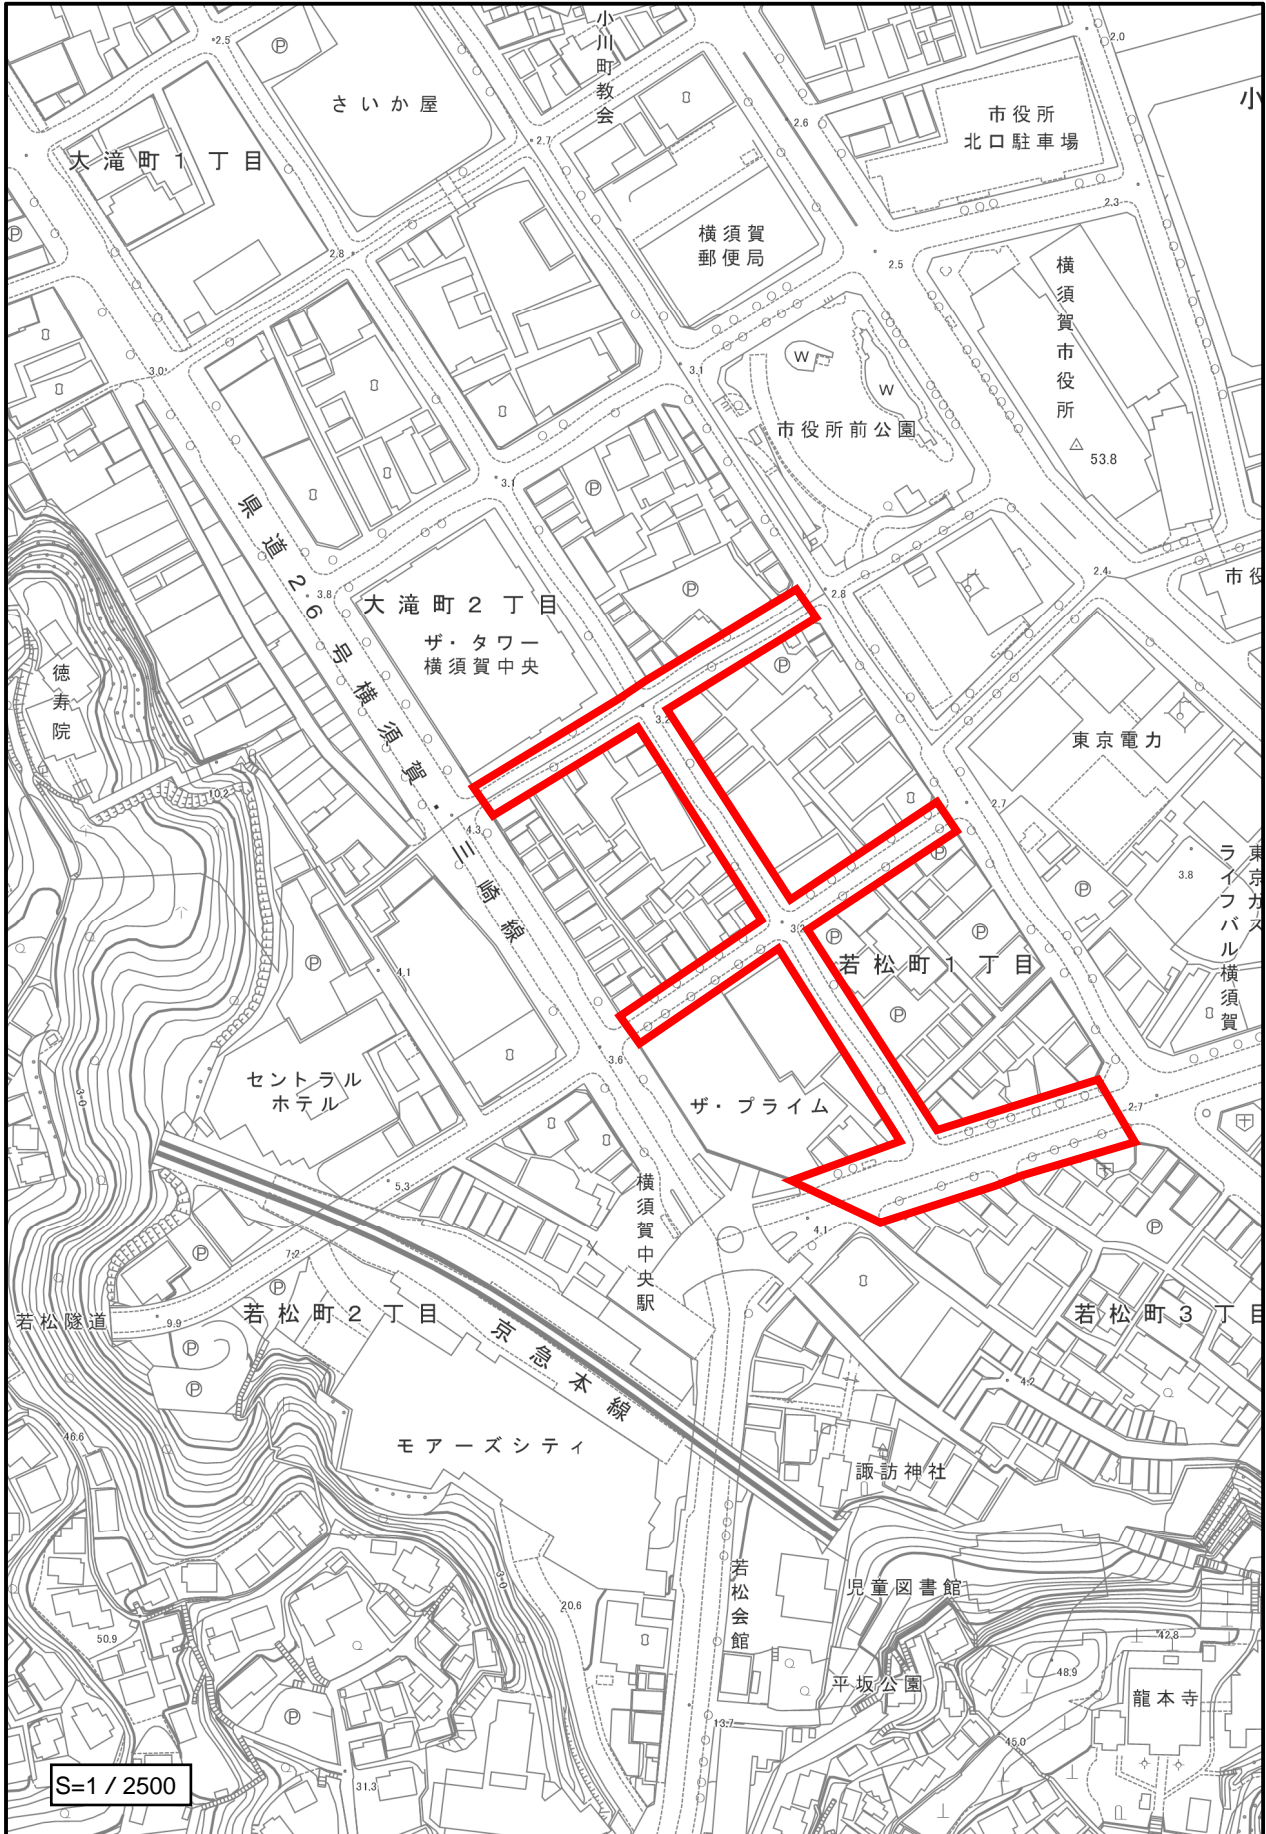 小川町教会
2.5
Ⓟ
2.0
さいか屋
市役所
北口駐車場
小
2.6
2.7
大滝町1丁目
2.3
Ⓟ
横須賀
郵便局
2.8
2.5
横須賀市役所
W
3.0
3.1
W
市役所前公園
53.8
3.1
Ⓟ
県道26号横須賀・三崎線
2.4
市役
Ⓟ
2.8
3.8
大滝町2丁目
ザ・タワー
横須賀中央
徳寿院
Ⓟ
3.2
東京電力
10.2
2.7
4.3
Ⓟ
東京ガス
ライフバル横須賀
3.8
Ⓟ
3.2
Ⓟ
Ⓟ
若松町1丁目
Ⓟ
4.1
Ⓟ
3.6
セントラル
ホテル
ザ・プライム
2.7
3.0
横須賀中央駅
5.3
4.1
Ⓟ
7.2
Ⓟ
Ⓟ
若松隧道
9.9
若松町2丁目
若松町3丁目
京急本線
Ⓟ
Ⓟ
4.2
46.6
モアーズシティ
諏訪神社
3.0
若松会館
児童図書館
20.6
50.9
42.8
48.9
平坂公園
龍本寺
Ⓟ
13.7
45.0
31.3
S=1 / 2500